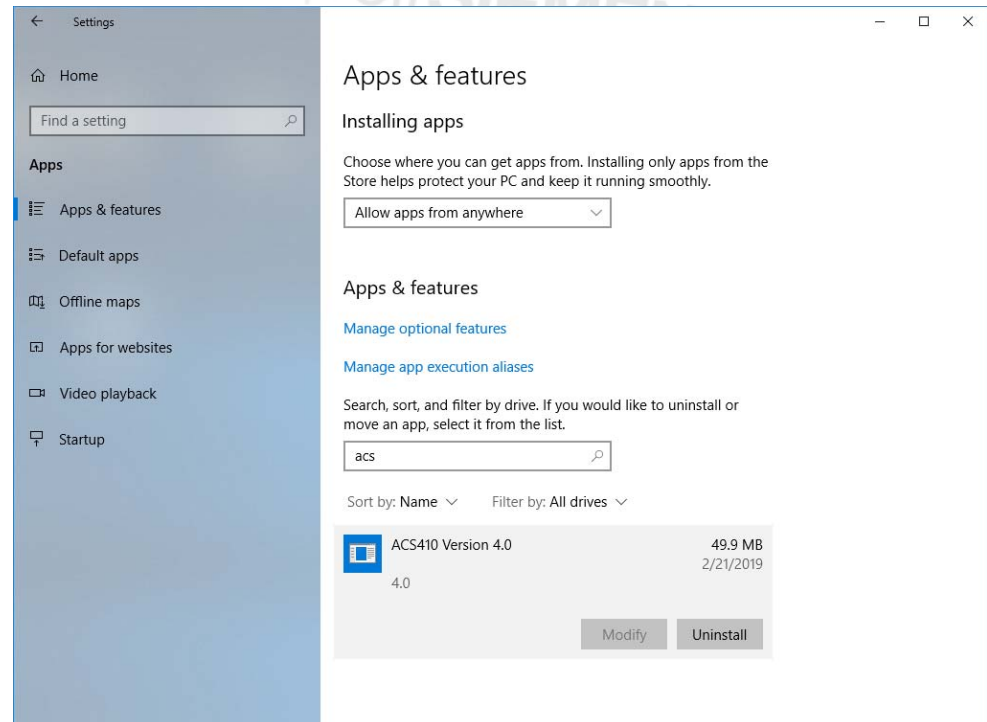 Settings
Home
Find a setting
Apps
Apps & features
Default apps
Offline maps
Apps for websites
Video playback
Startup
Apps & features
Installing apps
Choose where you can get apps from. Installing only apps from the
Store helps protect your PC and keep it running smoothly.
Allow apps from anywhere
Apps & features
Manage optional features
Manage app execution aliases
Search, sort, and filter by drive. If you would like to uninstall or
move an app, select it from the list.
acs
Sort by: Name Filter by: All drives
ACS410 Version 4.0 49.9 MB
2/21/2019
4.0
Modify Uninstall